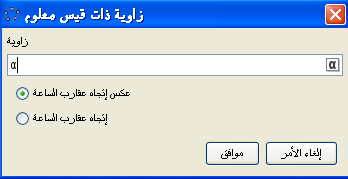 زاوية ذات قيس معلوم
زاوية
α α
عكس إتجاه عقارب الساعة
إتجاه عقارب الساعة
إلغاء الأمر موافق